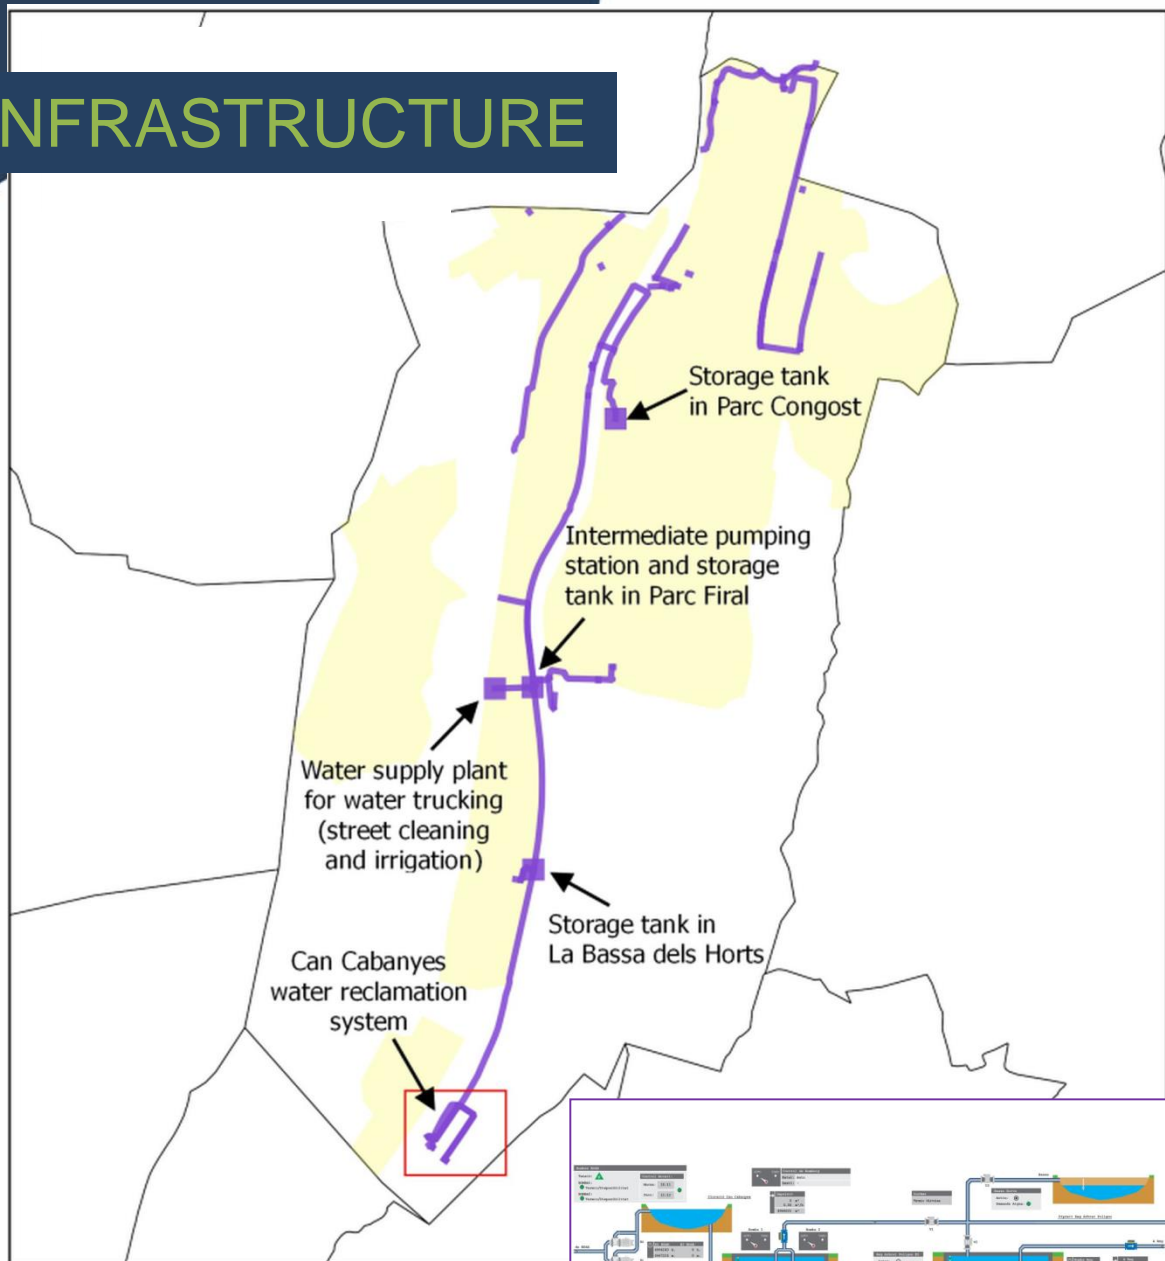 NFRASTRUCTURE
Storage tank
in Parc Congost
Intermediate pumping
station and storage
tank in Parc Firal
Water supply plant
for water trucking
(street cleaning
and irrigation)
Storage tank in
La Bassa dels Horts
Can Cabanyes
water reclamation
system